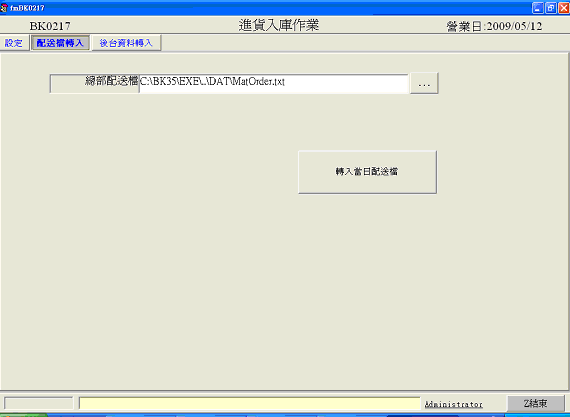 fmBK0217
BK0217 進貨入庫作業 營業日:2009/05/12
設定 配送檔轉入 後台資料轉入
總部配送檔 C:\BK35\EXE\..\DAT\MatOrder.txt ...
轉入當日配送檔
Administrator Z結束